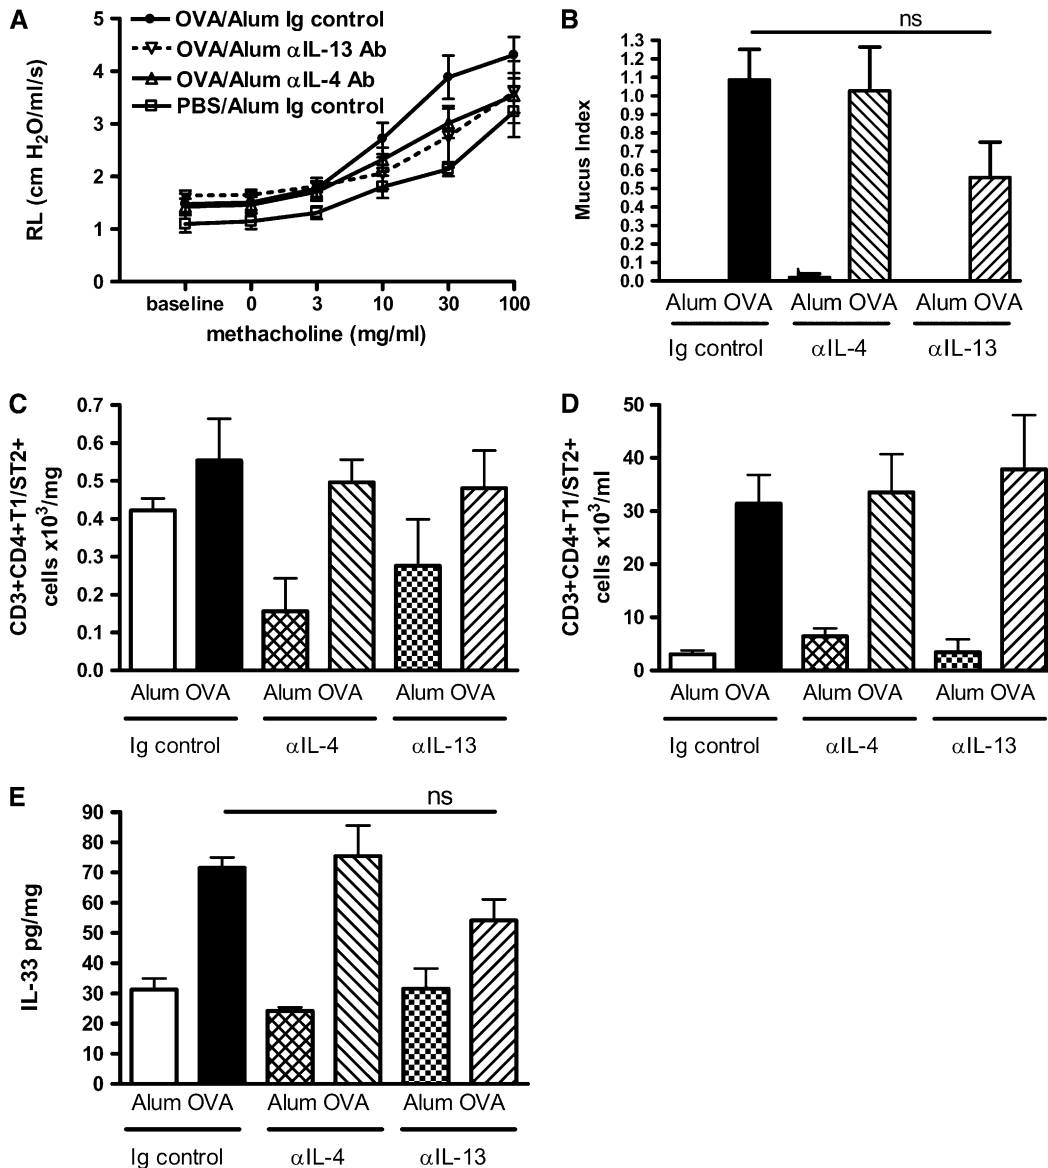 A
OVA/Alum Ig control
OVA/Alum αIL-13 Ab
OVA/Alum αIL-4 Ab
PBS/Alum Ig control
RL (cm H2O/ml/s)
5
4
3
2
1
0
baseline 0 3 10 30 100
methacholine (mg/ml)
B
ns
Mucus Index
1.3
1.2
1.1
1.0
0.9
0.8
0.7
0.6
0.5
0.4
0.3
0.2
0.1
0.0
Alum OVA Alum OVA Alum OVA
Ig control αIL-4 αIL-13
C
CD3+CD4+T1/ST2+
cells x10³/mg
0.7
0.6
0.5
0.4
0.3
0.2
0.1
0.0
Alum OVA Alum OVA Alum OVA
Ig control αIL-4 αIL-13
D
CD3+CD4+T1/ST2+
cells x10³/ml
50
40
30
20
10
0
Alum OVA Alum OVA Alum OVA
Ig control αIL-4 αIL-13
E
ns
IL-33 pg/mg
90
80
70
60
50
40
30
20
10
0
Alum OVA Alum OVA Alum OVA
Ig control αIL-4 αIL-13